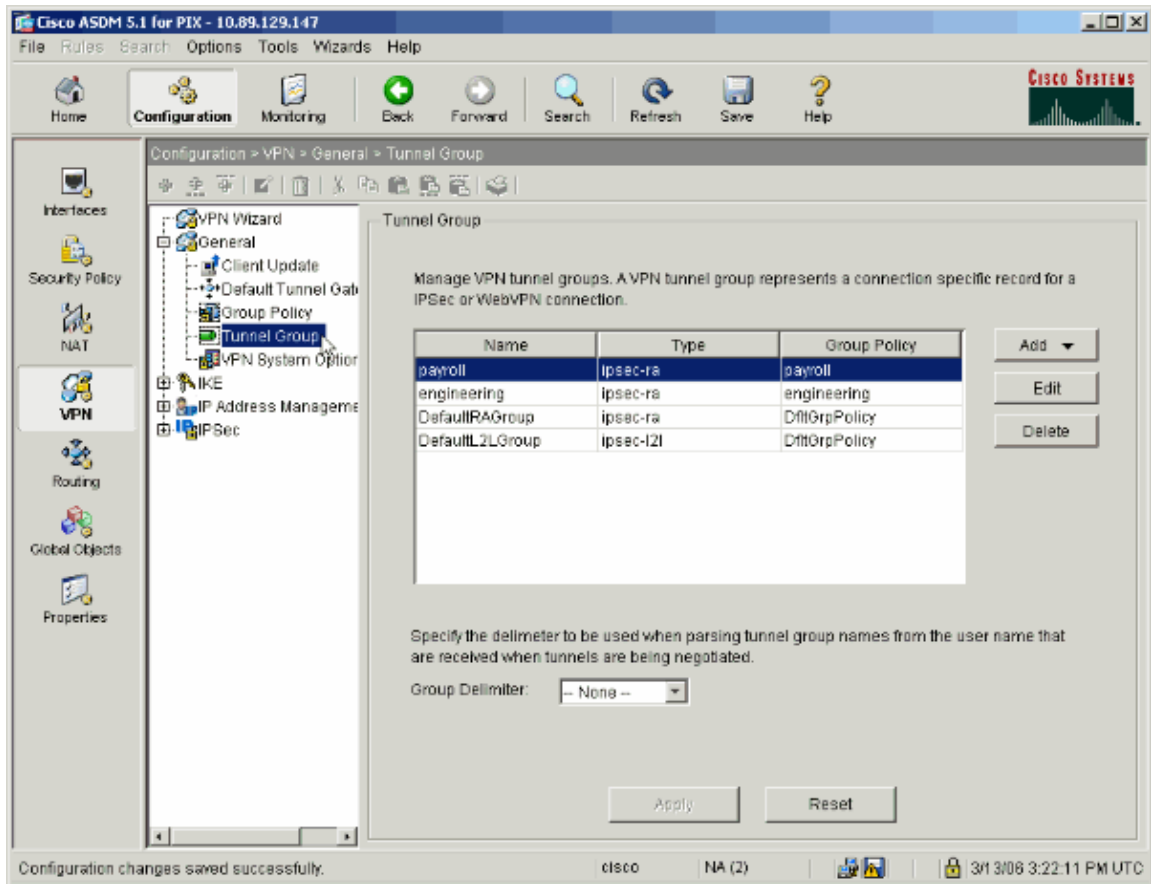 Cisco ASDM 5.1 for PIX - 10.89.129.147
File Rules Search Options Tools Wizards Help
Home Configuration Monitoring Back Forward Search Refresh Save Help
CISCO SYSTEMS
Configuration > VPN > General > Tunnel Group
Interfaces
Security Policy
NAT
VPN
Routing
Global Objects
Properties
VPN Wizard
General
Client Update
Default Tunnel Gat
Group Policy
Tunnel Group
VPN System Option
IKE
IP Address Manageme
IPSec
Tunnel Group
Manage VPN tunnel groups. A VPN tunnel group represents a connection specific record for a
IPSec or WebVPN connection.
Name Type Group Policy
payroll ipsec-ra payroll
engineering ipsec-ra engineering
DefaultRAGroup ipsec-ra DfltGrpPolicy
DefaultL2LGroup ipsec-l2l DfltGrpPolicy
Add
Edit
Delete
Specify the delimeter to be used when parsing tunnel group names from the user name that
are received when tunnels are being negotiated.
Group Delimiter: -- None --
Apply Reset
Configuration changes saved successfully. cisco NA (2) 3/13/06 3:22:11 PM UTC